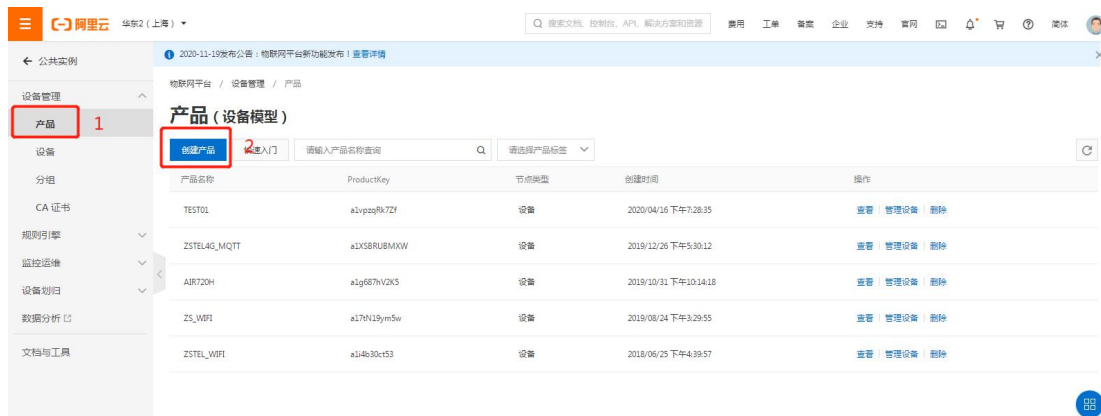 阿里云 华东2（上海） 搜索文档、控制台、API、解决方案和资源 费用 工单 备案 企业 支持 官网 简体
公共实例
2020-11-19发布公告：物联网平台新功能发布！查看详情
物联网平台 / 设备管理 / 产品
设备管理
产品 1
设备
分组
CA 证书
规则引擎
监控运维
设备划归
数据分析
文档与工具
产品（设备模型）
创建产品 2 快速入门 请输入产品名称查询 请选择产品标签
产品名称 ProductKey 节点类型 创建时间 操作
TEST01 a1vpzqRk7Zf 设备 2020/04/16 下午7:28:35 查看 管理设备 删除
ZSTEL4G_MQTT a1XSBRUBMXW 设备 2019/12/26 下午5:30:12 查看 管理设备 删除
AIR720H a1g687hV2K5 设备 2019/10/31 下午10:14:18 查看 管理设备 删除
ZS_WIFI a17tN19ym5w 设备 2019/08/24 下午3:29:55 查看 管理设备 删除
ZSTEL_WIFI a1i4b30ct53 设备 2018/06/25 下午4:39:57 查看 管理设备 删除